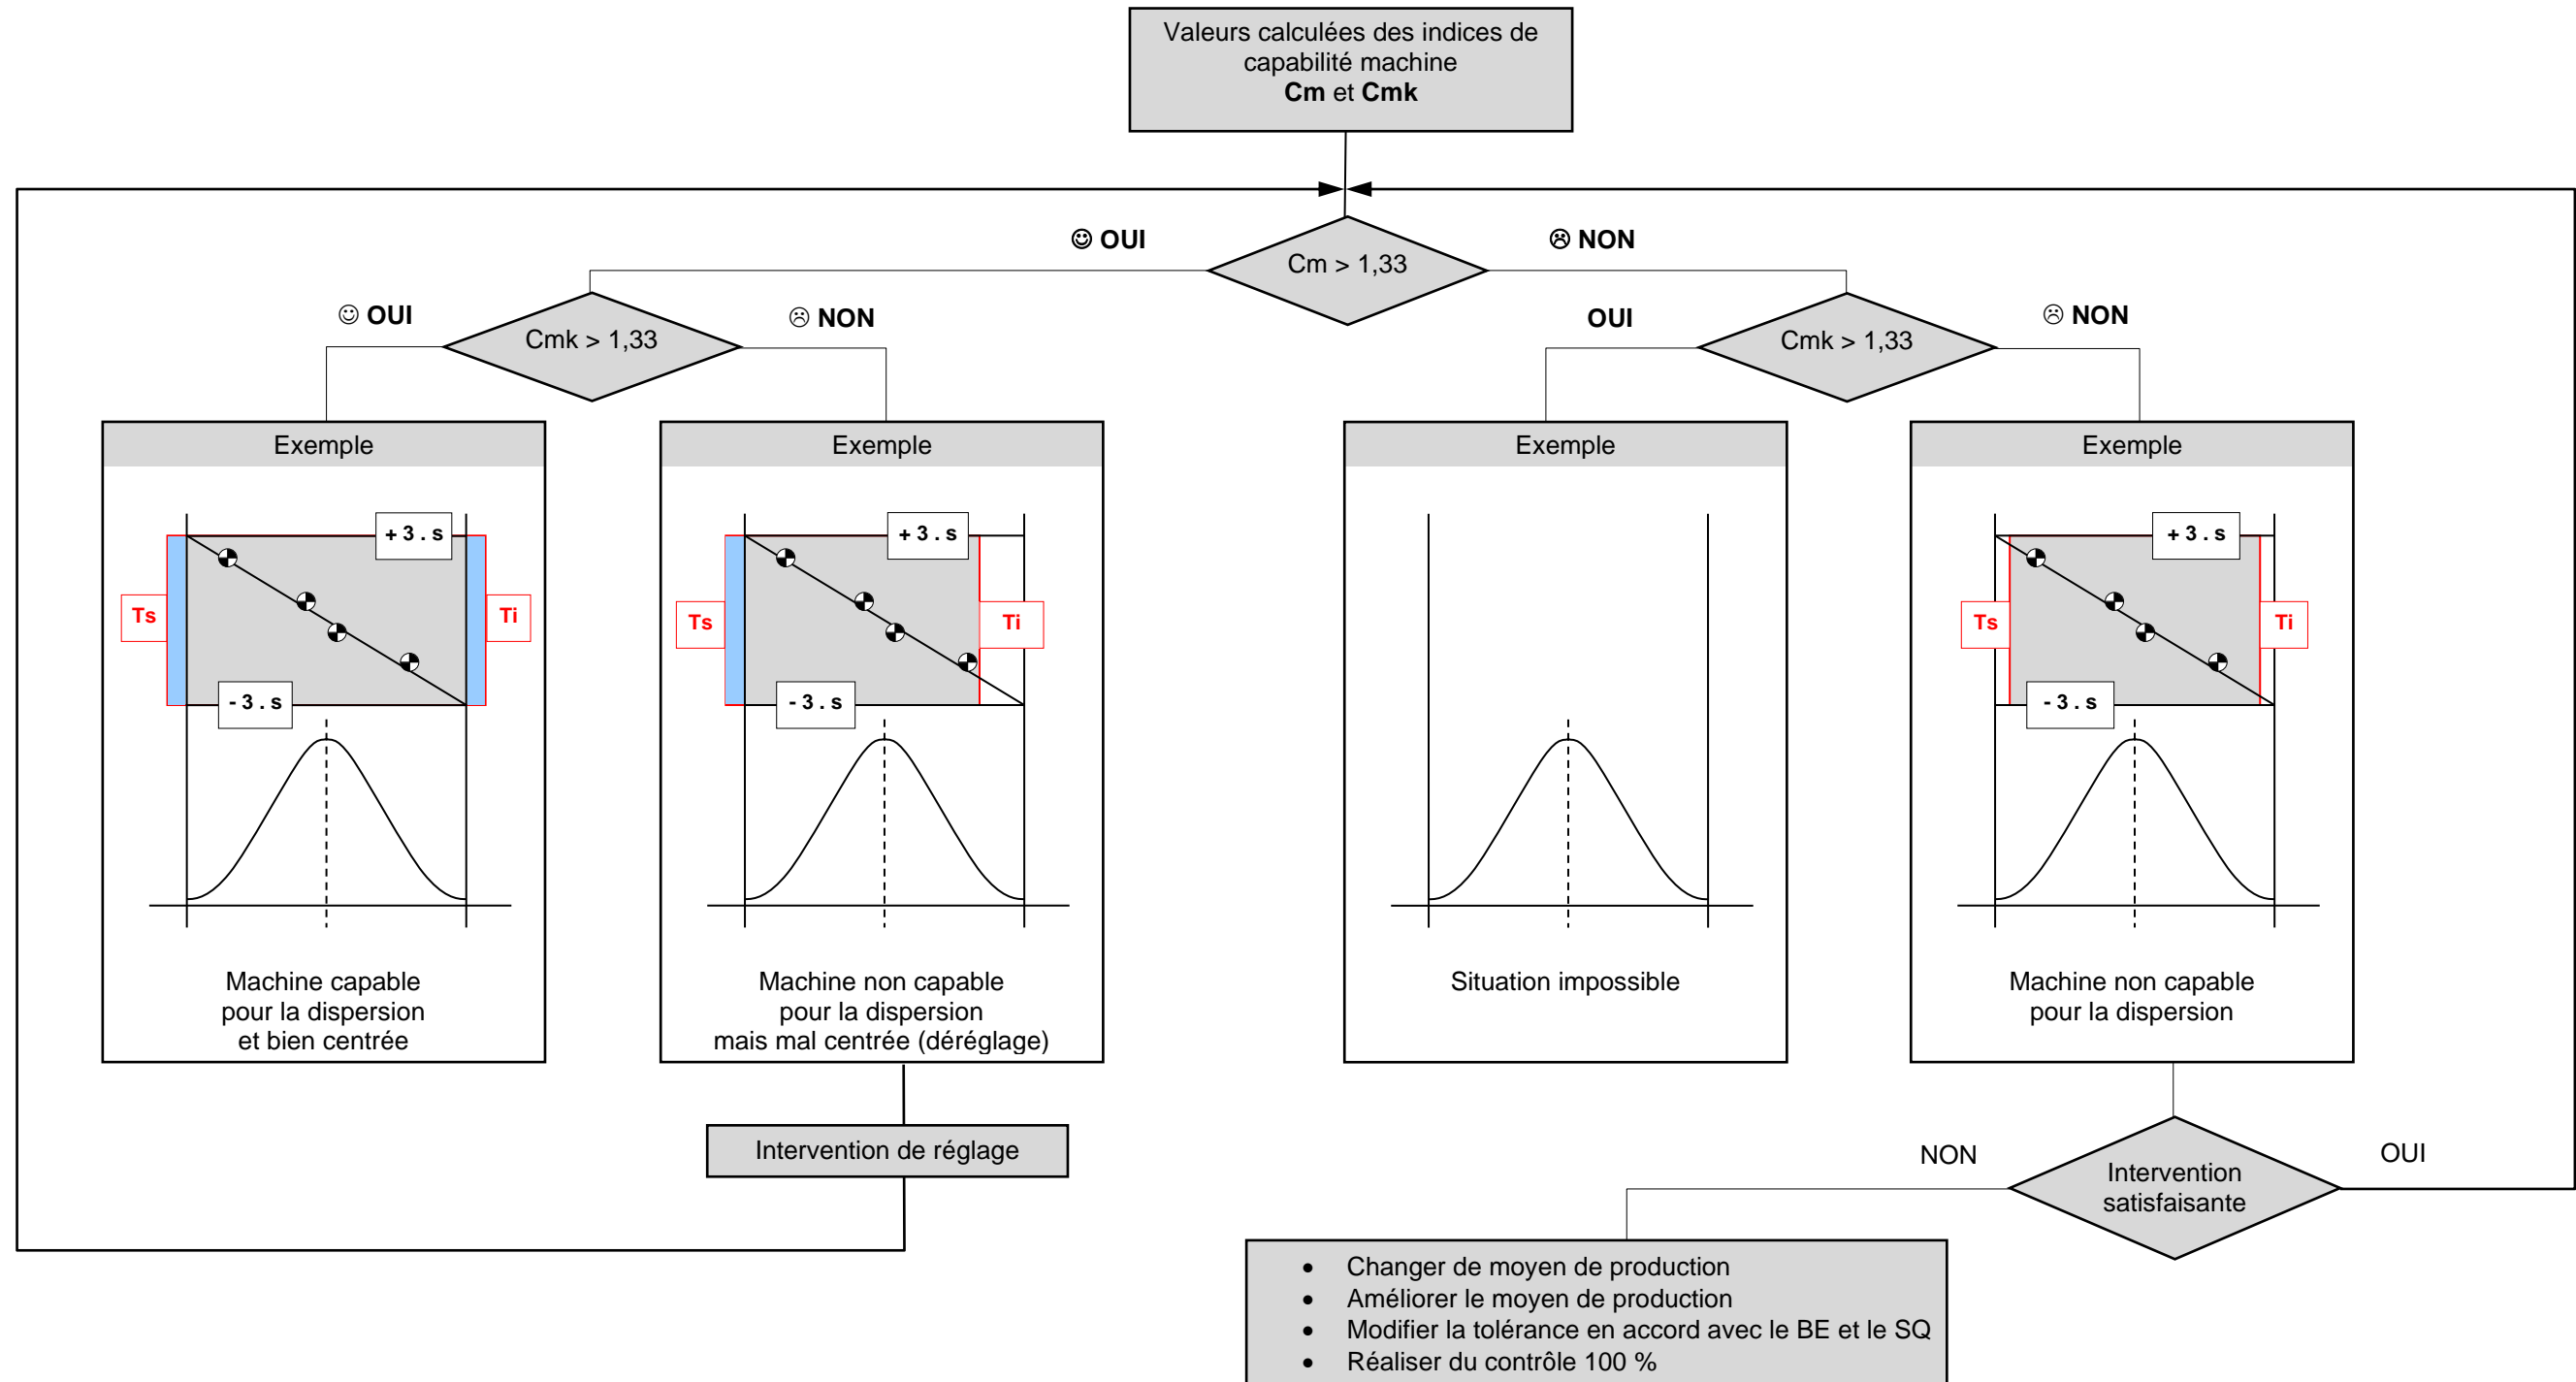 Valeurs calculées des indices de
capabilité machine
Cm et Cmk
☺ OUI
☹ NON
Cm > 1,33
☺ OUI
☹ NON
Cmk > 1,33
OUI
☹ NON
Cmk > 1,33
Exemple
+ 3 . s
Ts
Ti
- 3 . s
Machine capable
pour la dispersion
et bien centrée
Exemple
+ 3 . s
Ts
Ti
- 3 . s
Machine non capable
pour la dispersion
mais mal centrée (déréglage)
Exemple
Situation impossible
Exemple
+ 3 . s
Ts
Ti
- 3 . s
Machine non capable
pour la dispersion
Intervention de réglage
NON
OUI
Intervention
satisfaisante
• Changer de moyen de production
• Améliorer le moyen de production
• Modifier la tolérance en accord avec le BE et le SQ
• Réaliser du contrôle 100 %